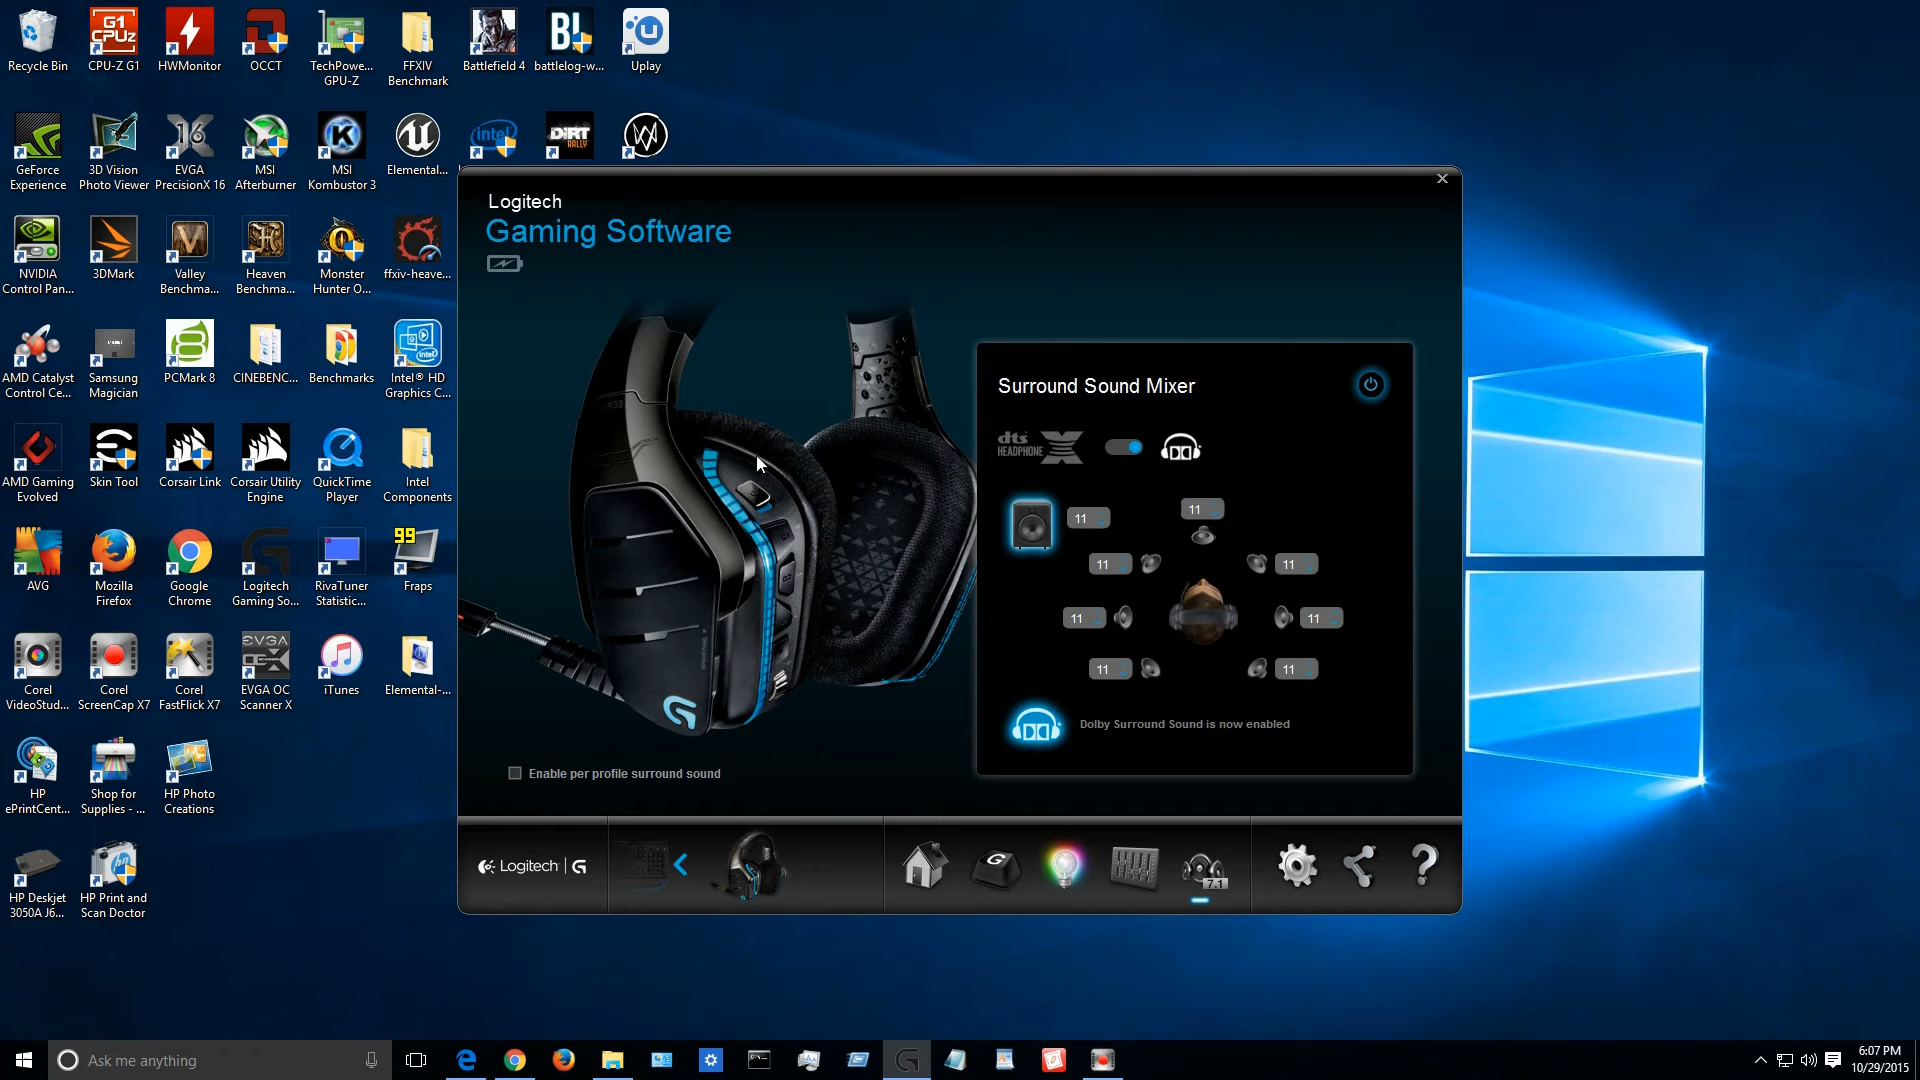 Recycle Bin
CPU-Z G1
HWMonitor
OCCT
TechPowe...
GPU-Z
FFXIV
Benchmark
Battlefield 4
battlelog-w...
Uplay
GeForce
Experience
3D Vision
Photo Viewer
EVGA
PrecisionX 16
MSI
Afterburner
MSI
Kombustor 3
Elemental...
NVIDIA
Control Pan...
3DMark
Valley
Benchma...
Heaven
Benchma...
Monster
Hunter O...
ffxiv-heave...
AMD Catalyst
Control Ce...
Samsung
Magician
PCMark 8
CINEBENC...
Benchmarks
Intel® HD
Graphics C...
AMD Gaming
Evolved
Skin Tool
Corsair Link
Corsair Utility
Engine
QuickTime
Player
Intel
Components
AVG
Mozilla
Firefox
Google
Chrome
Logitech
Gaming So...
RivaTuner
Statistic...
99
Fraps
Corel
VideoStud...
Corel
ScreenCap X7
Corel
FastFlick X7
EVGA OC
Scanner X
iTunes
Elemental-...
HP
ePrintCent...
Shop for
Supplies - ...
HP Photo
Creations
HP Deskjet
3050A J6...
HP Print and
Scan Doctor
Logitech
Gaming Software
Surround Sound Mixer
dts
HEADPHONE X
11
11
11
11
11
11
11
11
Dolby Surround Sound is now enabled
Enable per profile surround sound
Logitech | G
7.1
Ask me anything
6:07 PM
10/29/2015